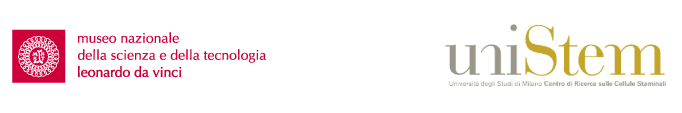 museo nazionale
della scienza e della tecnologia
leonardo da vinci
uniStem
Università degli Studi di Milano Centro di Ricerca sulle Cellule Staminali